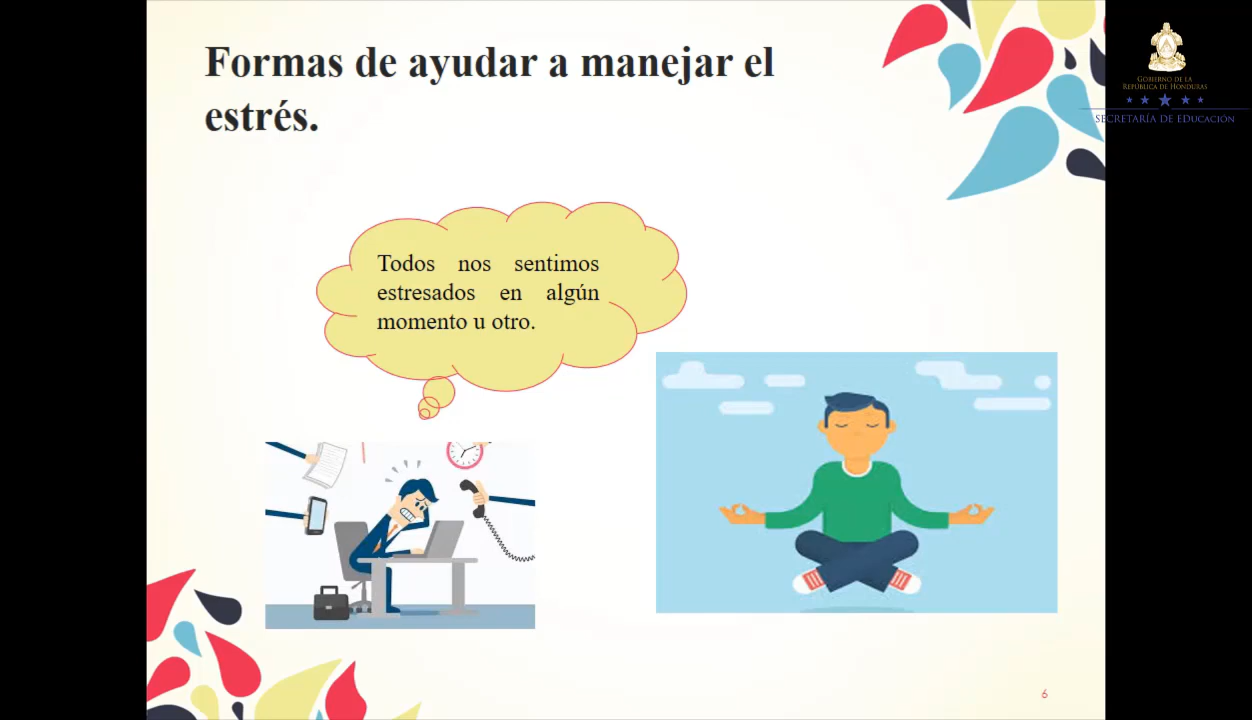 Formas de ayudar a manejar el
estrés.
GOBIERNO DE LA
REPÚBLICA DE HONDURAS
SECRETARÍA DE EDUCACIÓN
Todos nos sentimos
estresados en algún
momento u otro.
6